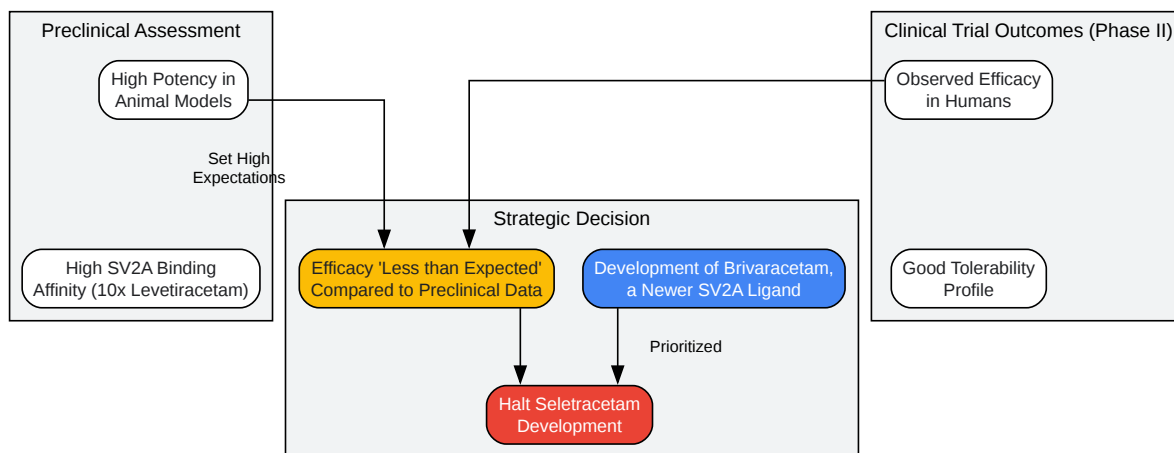 Preclinical Assessment
High Potency in
Animal Models
Set High
Expectations
High SV2A Binding
Affinity (10x Levetiracetam)
Clinical Trial Outcomes (Phase II)
Observed Efficacy
in Humans
Good Tolerability
Profile
Strategic Decision
Efficacy 'Less than Expected'
Compared to Preclinical Data
Development of Brivaracetam,
a Newer SV2A Ligand
Prioritized
Halt Seletracetam
Development